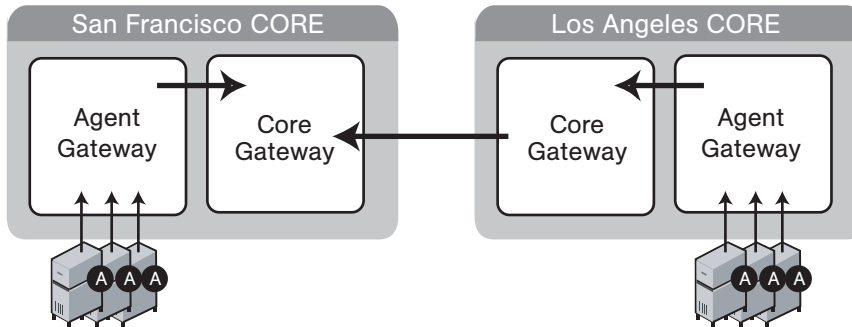 San Francisco CORE
Agent
Gateway
Core
Gateway
A A A
Los Angeles CORE
Core
Gateway
Agent
Gateway
A A A